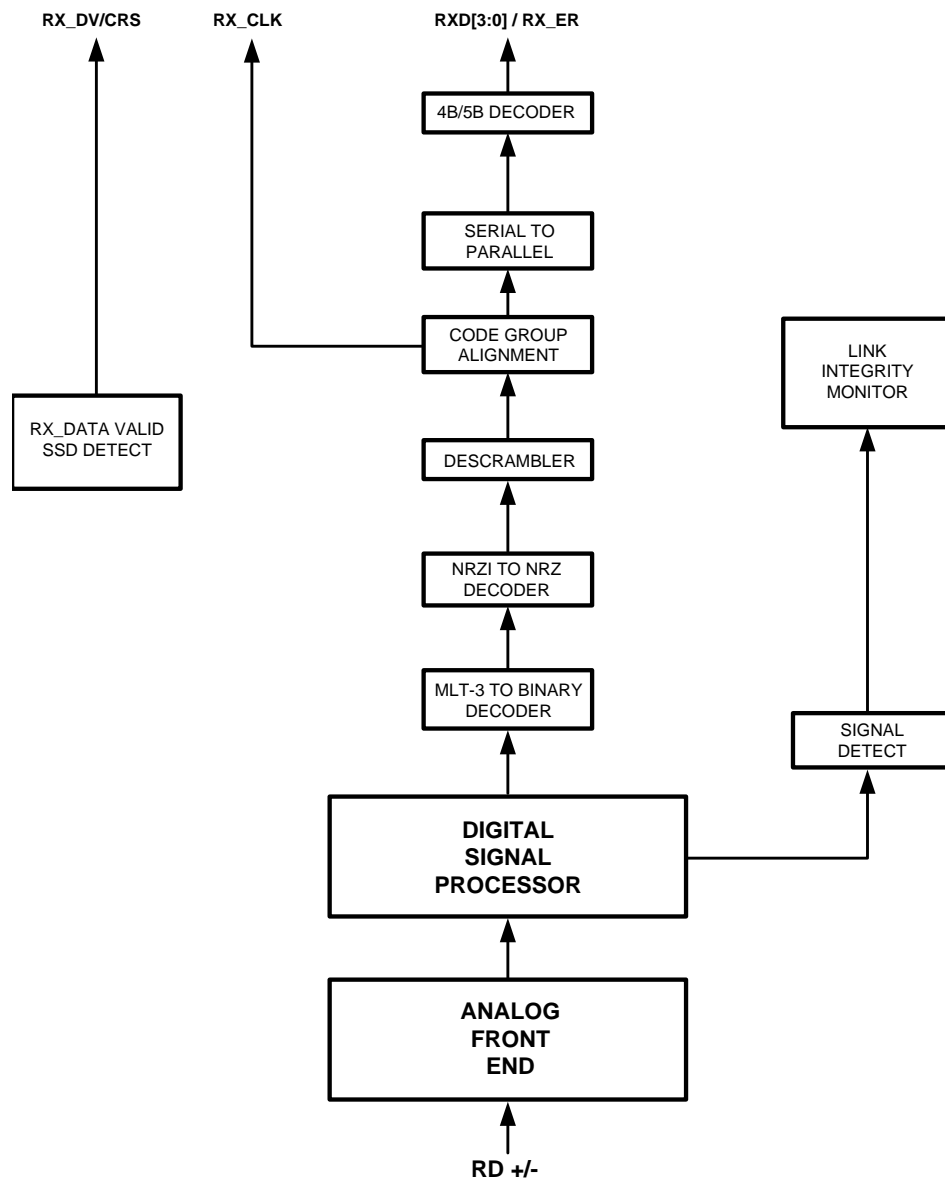 RX_DV/CRS
RX_CLK
RXD[3:0] / RX_ER
4B/5B DECODER
SERIAL TO
PARALLEL
CODE GROUP
ALIGNMENT
LINK
INTEGRITY
MONITOR
RX_DATA VALID
SSD DETECT
DESCRAMBLER
NRZI TO NRZ
DECODER
MLT-3 TO BINARY
DECODER
SIGNAL
DETECT
DIGITAL
SIGNAL
PROCESSOR
ANALOG
FRONT
END
RD +/-